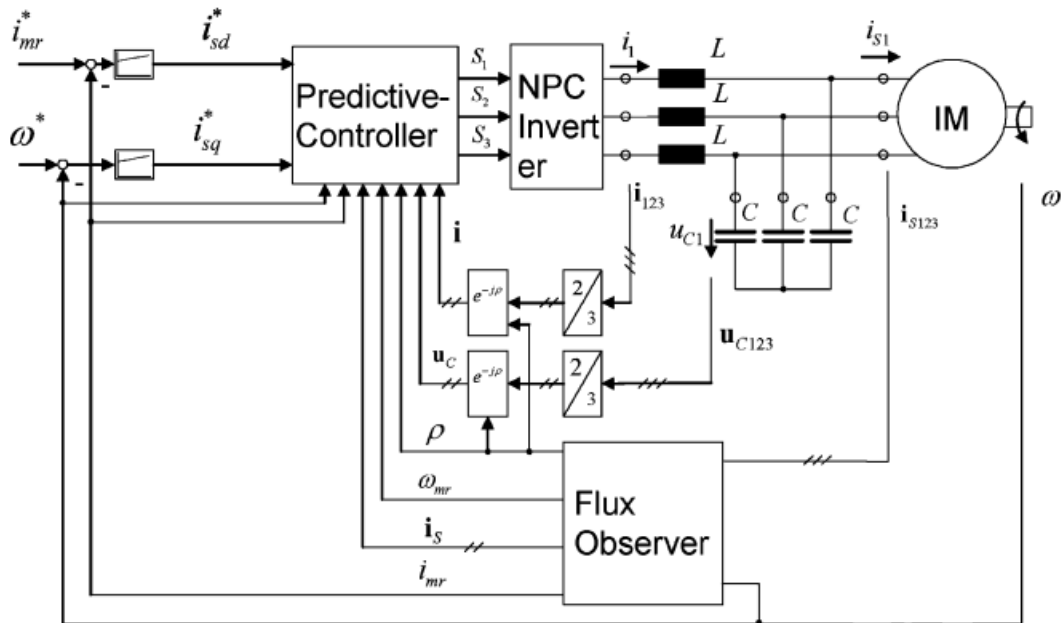 i*mr
i*sd
ω*
i*sq
-
-
Predictive-
Controller
S1
S2
S3
NPC
Invert
er
i1
L
L
L
iS1
IM
ω
i123
iS123
uC1
C
C
C
i
e−jρ
2
3
uC123
uC
e−jρ
2
3
ρ
ωmr
iS
imr
Flux
Observer